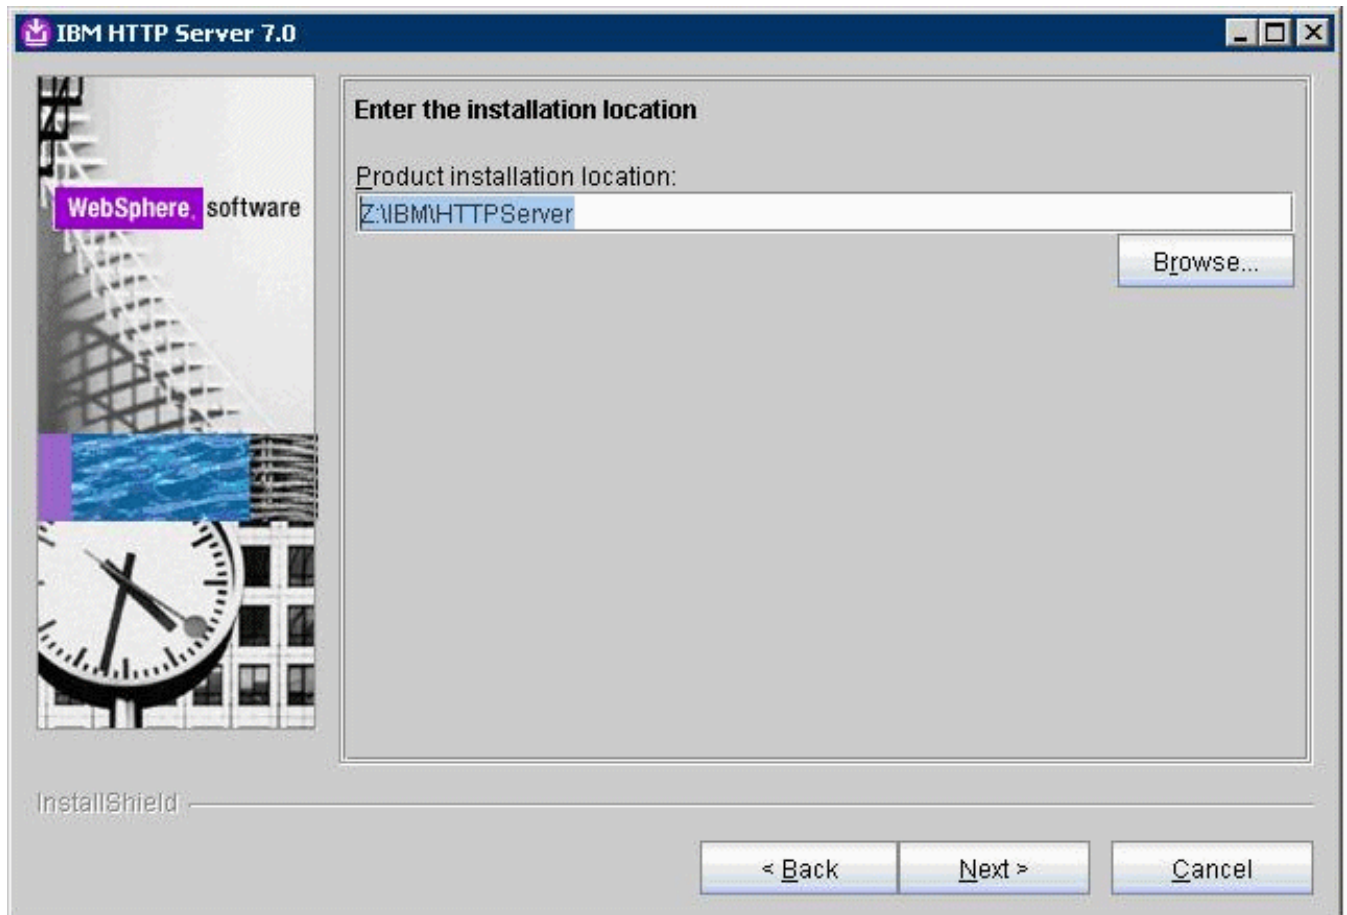 IBM HTTP Server 7.0
Enter the installation location
Product installation location:
WebSphere. software
Z:\IBM\HTTPServer
Browse...
InstallShield
< Back
Next >
Cancel